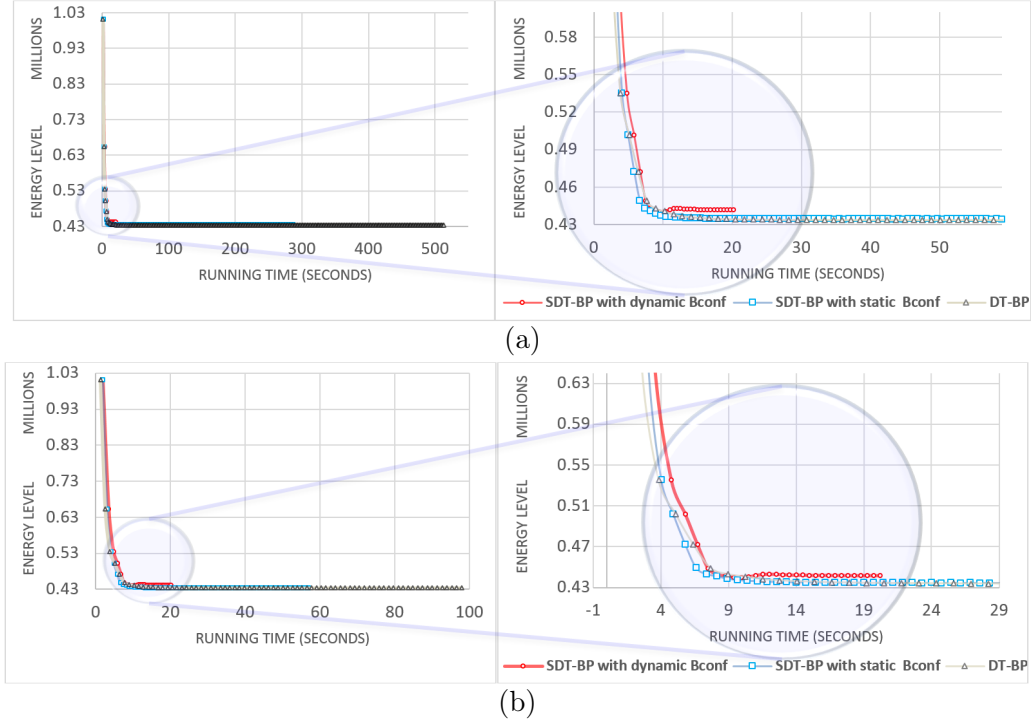 1.03
0.93
0.83
0.73
0.63
0.53
0.43
ENERGY LEVEL MILLIONS
0 100 200 300 400 500
RUNNING TIME (SECONDS)
0.58
0.55
0.52
0.49
0.46
0.43
ENERGY LEVEL MILLIONS
0 10 20 30 40 50
RUNNING TIME (SECONDS)
SDT-BP with dynamic Bconf SDT-BP with static Bconf DT-BP
(a)
1.03
0.93
0.83
0.73
0.63
0.53
0.43
ENERGY LEVEL MILLIONS
0 20 40 60 80 100
RUNNING TIME (SECONDS)
0.63
0.59
0.55
0.51
0.47
0.43
ENERGY LEVEL MILLIONS
-1 4 9 14 19 24 29
RUNNING TIME (SECONDS)
SDT-BP with dynamic Bconf SDT-BP with static Bconf DT-BP
(b)